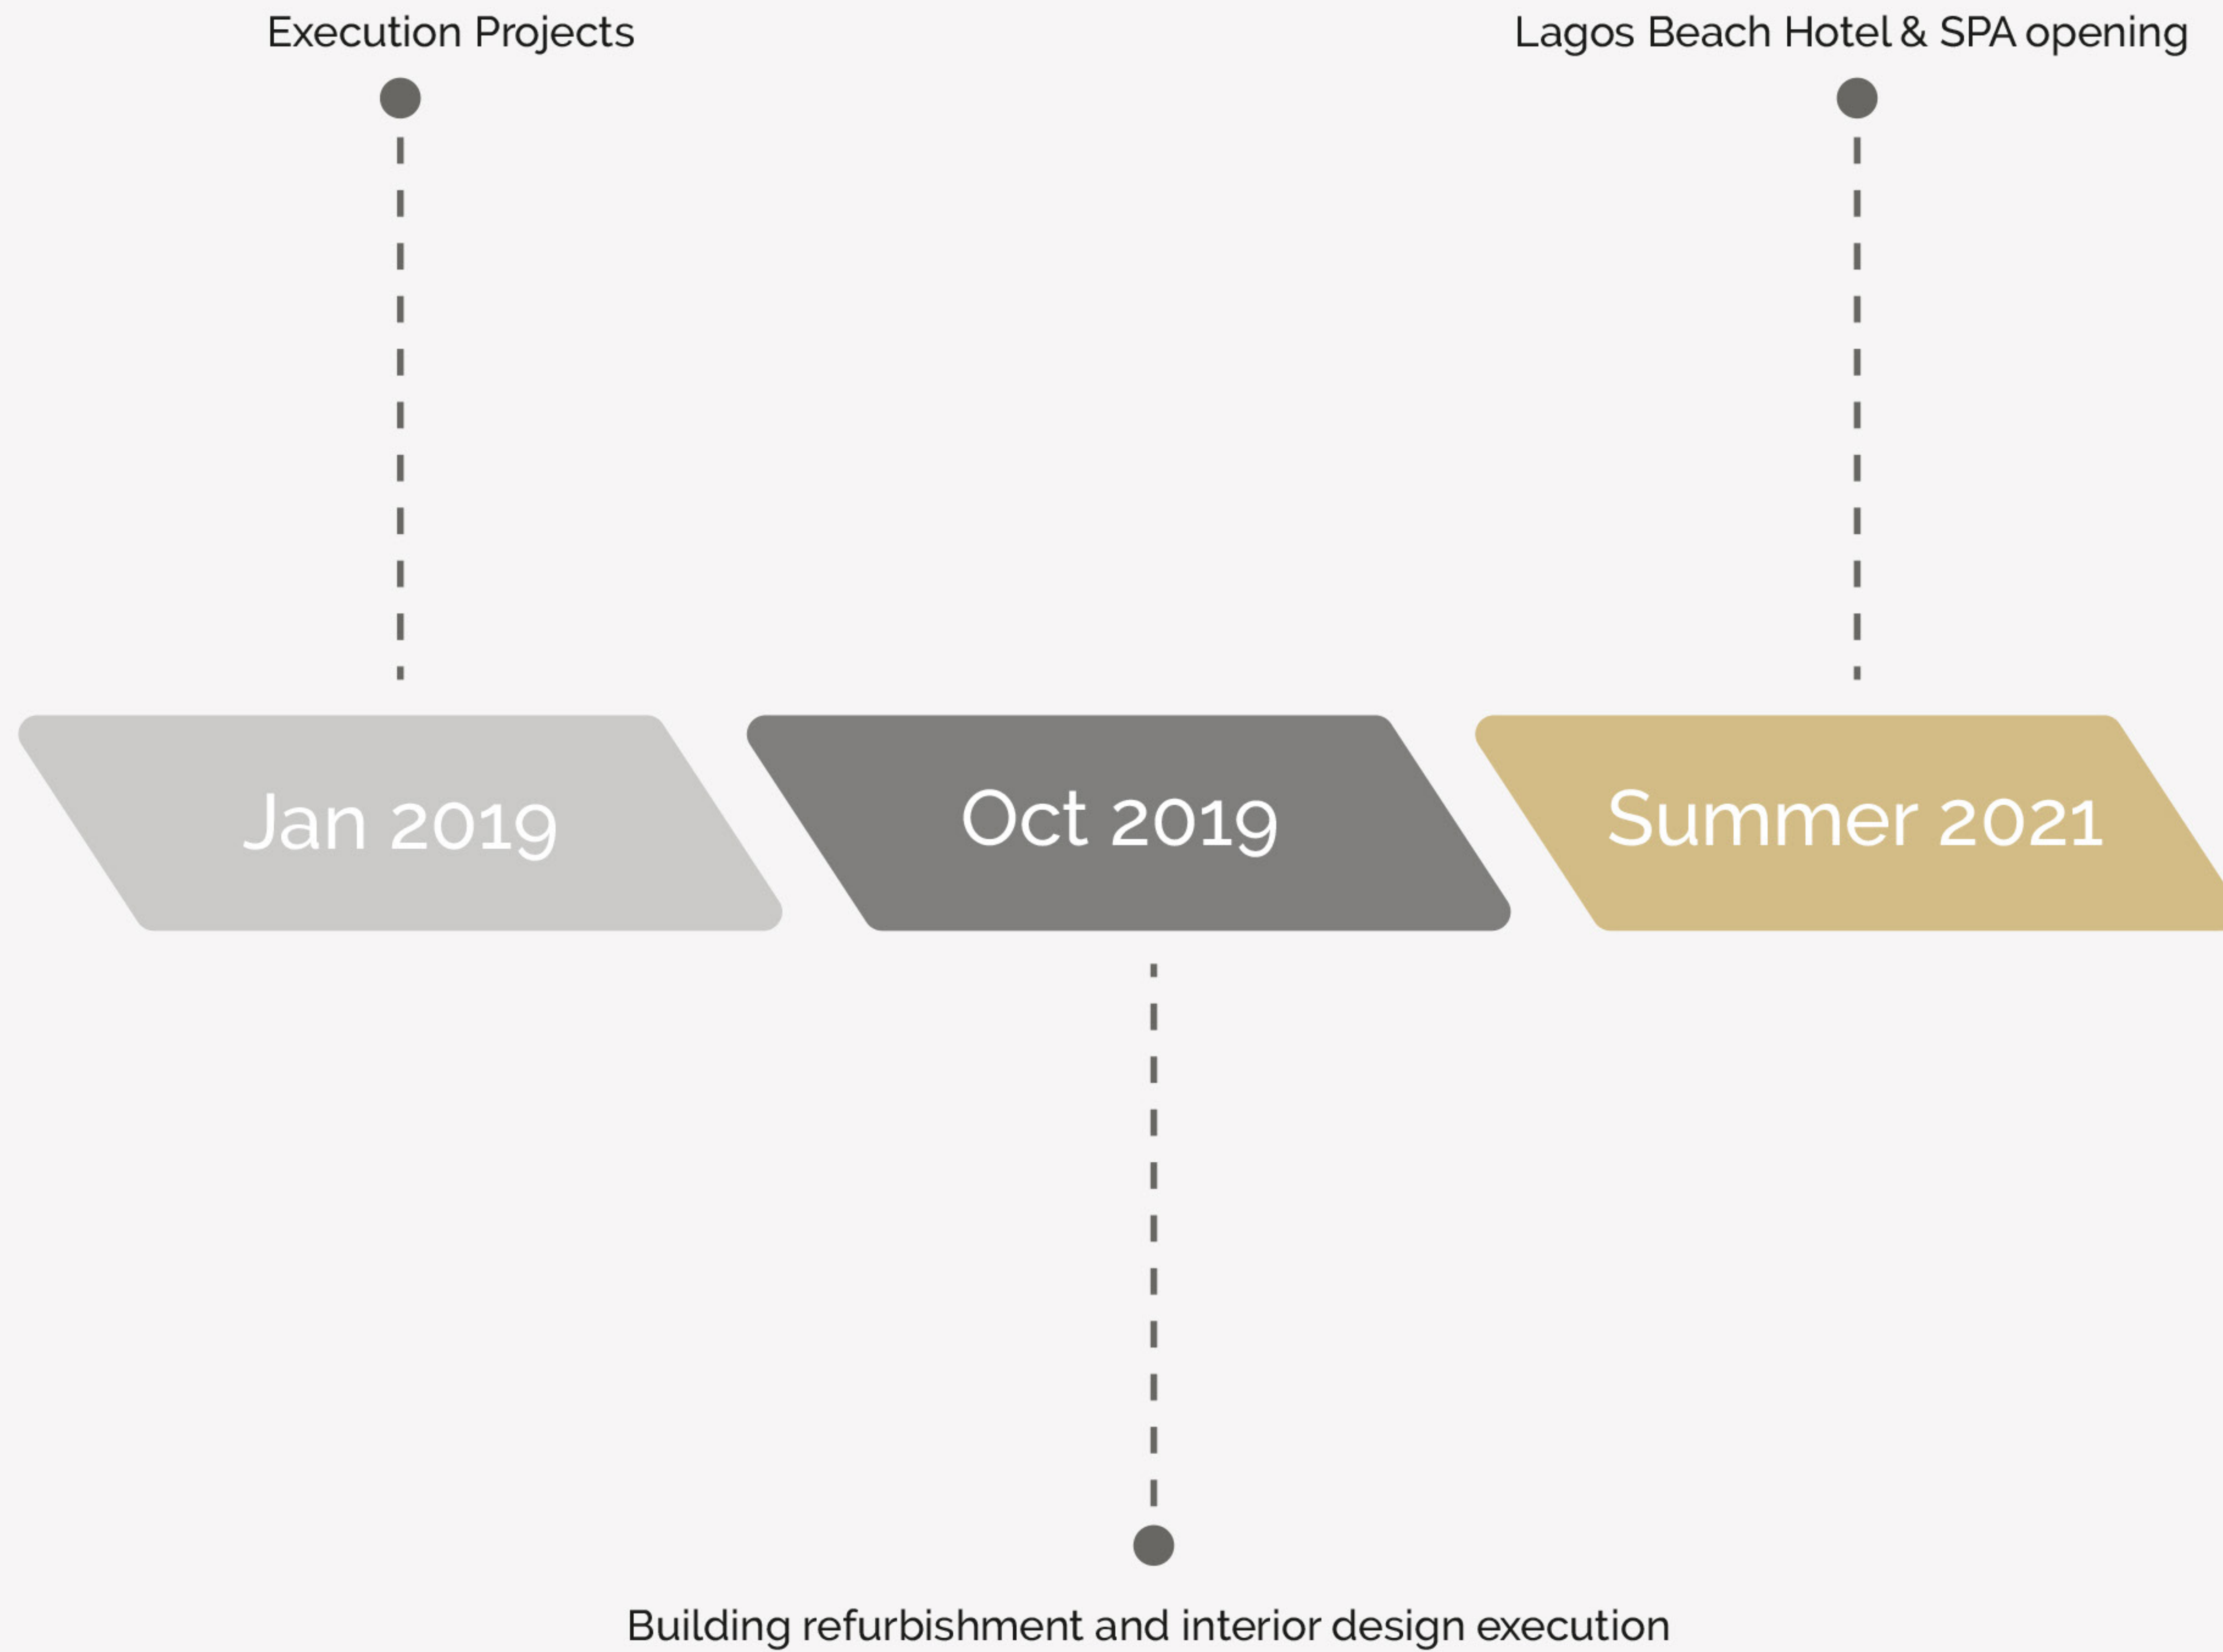 Execution Projects
Lagos Beach Hotel & SPA opening
Jan 2019
Oct 2019
Summer 2021
Building refurbishment and interior design execution